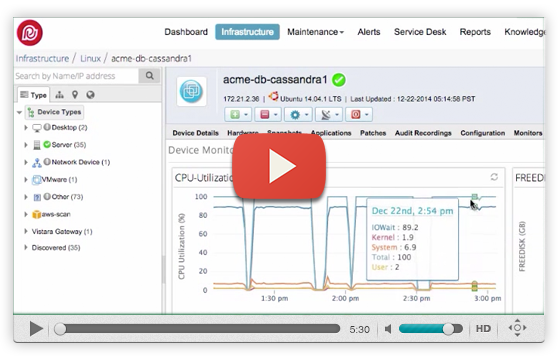 Dashboard Infrastructure Maintenance Alerts Service Desk Reports Knowledge
Infrastructure / Linux / acme-db-cassandra1
Search by Name/IP address
Type
Device Types
Desktop (2)
Server (35)
Network Device (1)
VMware (1)
Other (73)
aws-scan
Vistara Gateway (1)
Discovered (35)
acme-db-cassandra1
172.21.2.36 | Ubuntu 14.04.1 LTS | Last Updated : 12-22-2014 05:14:58 PST
Device Details Hardware Snapshots Applications Patches Audit Recordings Configuration Monitors
Device Monito
CPU-Utilizatio
FREEDIS
CPU Utilization (%)
100
80
60
40
20
0
1:30 pm 2:00 pm 2:30 pm 3:00 pm
Dec 22nd, 2:54 pm
IOWait : 89.2
Kernel : 1.9
System : 6.9
Total : 100
User : 2
FREEDISK (GB)
5:30
HD